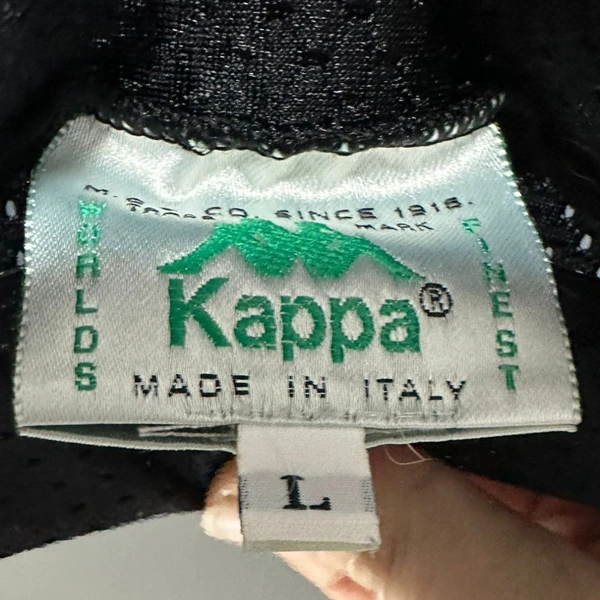 CO. SINCE 1916.
MARK
WORLDS
FINEST
Kappa®
MADE IN ITALY
L